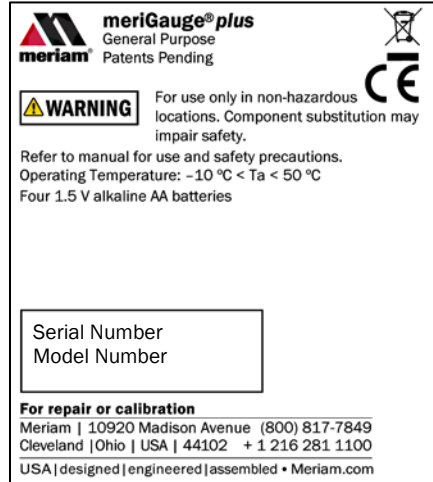 meriam®
meriGauge® plus
General Purpose
Patents Pending
CE
WARNING
For use only in non-hazardous
locations. Component substitution may
impair safety.
Refer to manual for use and safety precautions.
Operating Temperature: –10 ºC < Ta < 50 ºC
Four 1.5 V alkaline AA batteries
Serial Number
Model Number
For repair or calibration
Meriam | 10920 Madison Avenue (800) 817-7849
Cleveland |Ohio | USA | 44102 + 1 216 281 1100
USA|designed|engineered|assembled • Meriam.com